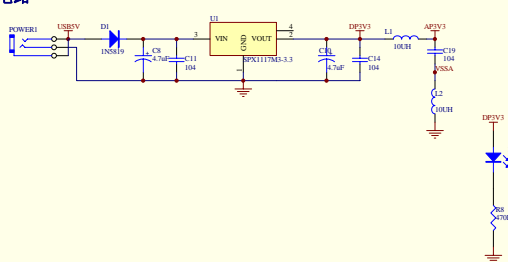 POWER1
USB5V
D1
1N5819
C8
4.7uF
C11
104
U1
3
VIN
GND
VOUT
4
2
1
SPX1117M3-3.3
C10
4.7uF
DP3V3
C14
104
L1
10UH
AP3V3
C19
104
VSSA
L2
10UH
DP3V3
R8